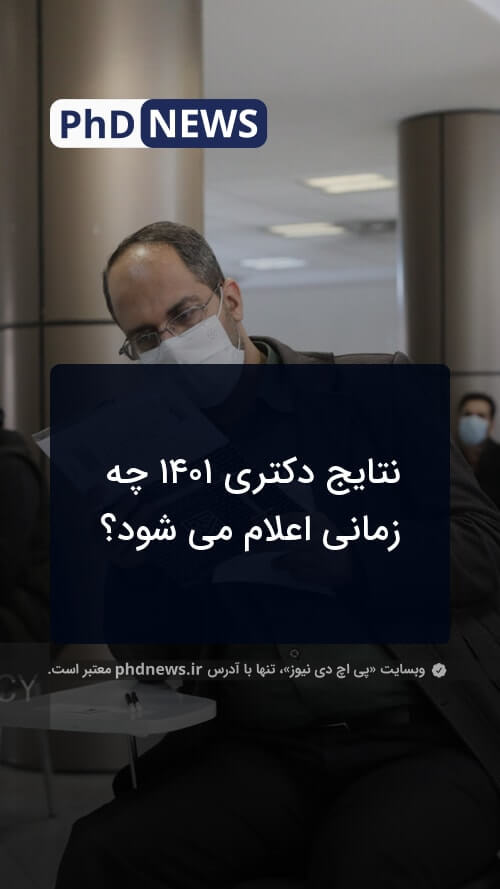 PhD NEWS
نتایج دکتری ۱۴۰۱ چه
زمانی اعلام می شود؟
وبسایت «پی اچ دی نیوز»، تنها با آدرس phdnews.ir معتبر است.
CY